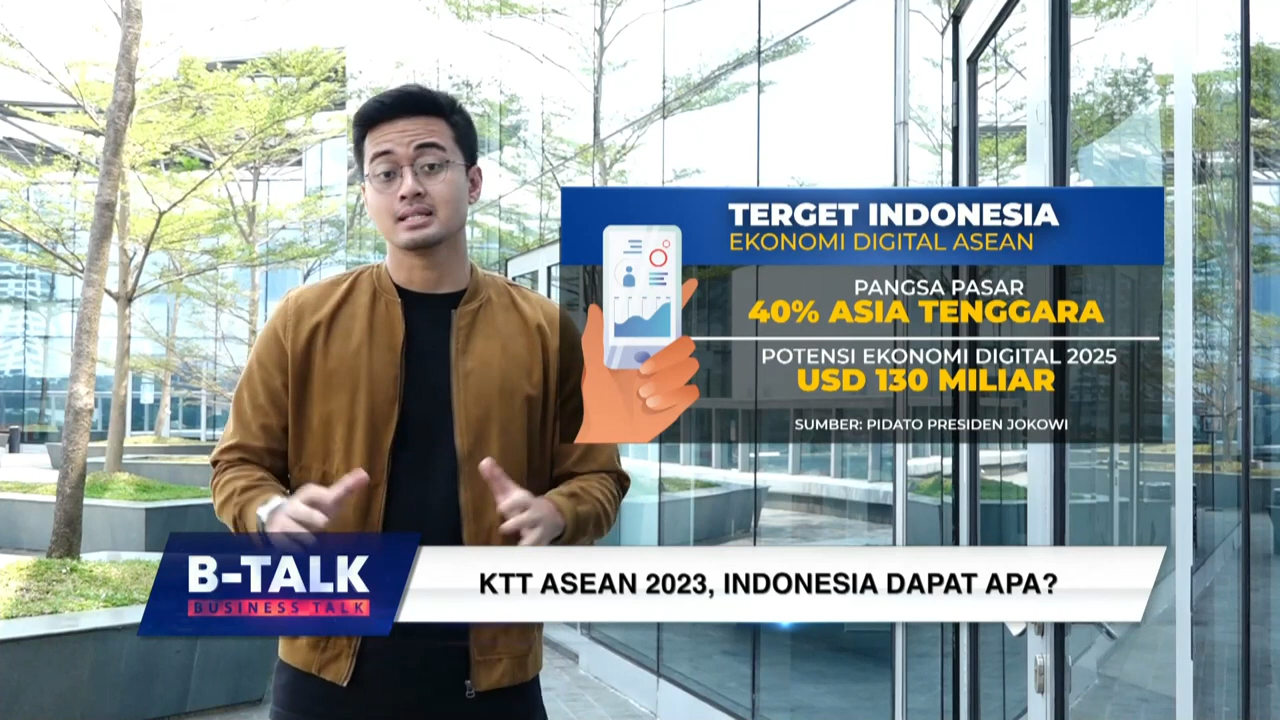 TERGET INDONESIA
EKONOMI DIGITAL ASEAN
PANGSA PASAR
40% ASIA TENGGARA
POTENSI EKONOMI DIGITAL 2025
USD 130 MILIAR
SUMBER: PIDATO PRESIDEN JOKOWI
B-TALK
BUSINESS TALK
KTT ASEAN 2023, INDONESIA DAPAT APA?